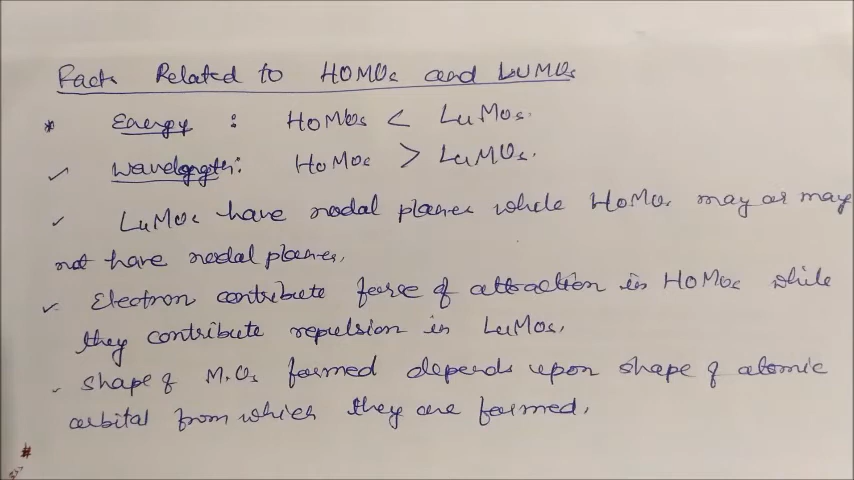 Facts Related to HOMOs and LUMOs
* Energy : HOMOs < LuMOs.
✓ Wavelength: HOMOs > LuMOs.
✓ LuMOs have nodal planes while HOMOs may or may
not have nodal planes.
✓ Electron contribute force of attraction in HOMOs while
they contribute repulsion in LuMOs.
✓ Shape of M.Os formed depends upon shape of atomic
orbital from which they are formed.
#